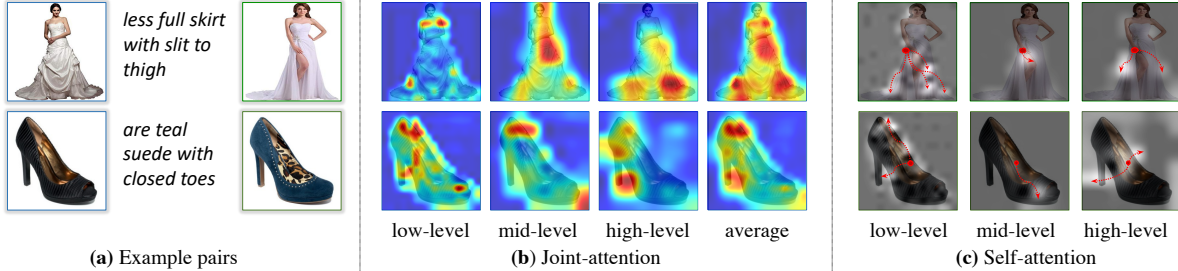 less full skirt
with slit to
thigh
are teal
suede with
closed toes
(a) Example pairs
low-level mid-level high-level average
(b) Joint-attention
low-level mid-level high-level
(c) Self-attention